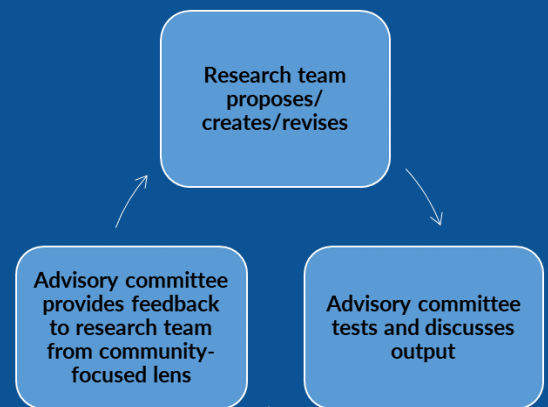 Research team
proposes/
creates/revises
Advisory committee
provides feedback
to research team
from community-
focused lens
Advisory committee
tests and discusses
output